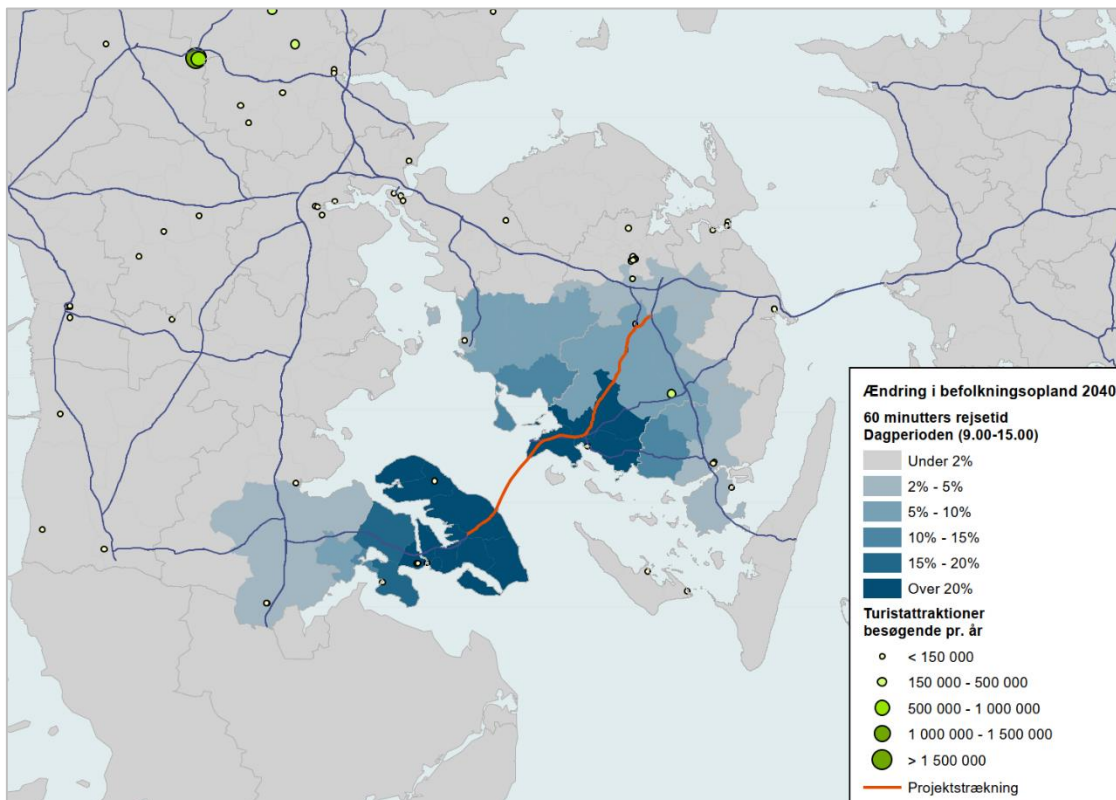 Ændring i befolkningsopland 2040
60 minutters rejsetid
Dagperioden (9.00-15.00)
Under 2%
2% - 5%
5% - 10%
10% - 15%
15% - 20%
Over 20%
Turistattraktioner
besøgende pr. år
< 150 000
150 000 - 500 000
500 000 - 1 000 000
1 000 000 - 1 500 000
> 1 500 000
Projektstrækning